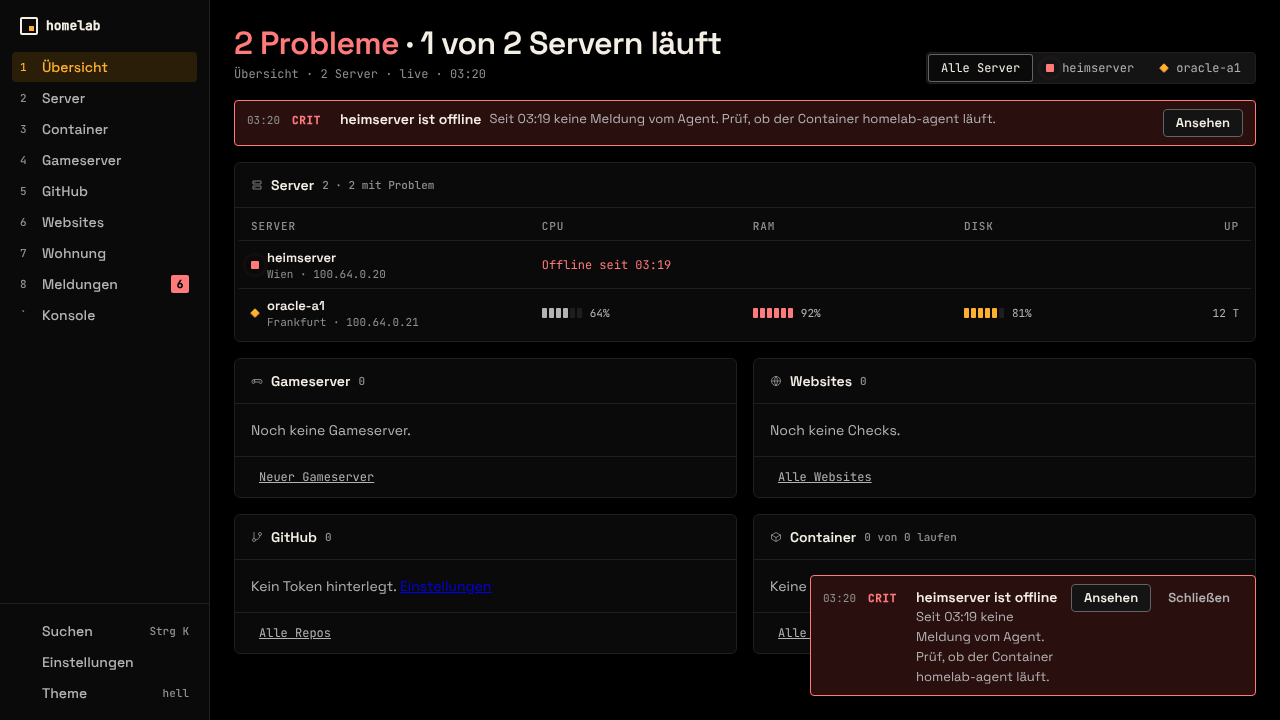 homelab
1 Übersicht
2 Server
3 Container
4 Gameserver
5 GitHub
6 Websites
7 Wohnung
8 Meldungen 6
` Konsole
Suchen Strg K
Einstellungen
Theme hell
2 Probleme · 1 von 2 Servern läuft
Übersicht · 2 Server · live · 03:20
Alle Server heimserver oracle-a1
03:20 CRIT heimserver ist offline Seit 03:19 keine Meldung vom Agent. Prüf, ob der Container homelab-agent läuft. Ansehen
Server 2 · 2 mit Problem
SERVER CPU RAM DISK UP
heimserver
Wien · 100.64.0.20
Offline seit 03:19
oracle-a1
Frankfurt · 100.64.0.21
64% 92% 81% 12 T
Gameserver 0
Noch keine Gameserver.
Neuer Gameserver
Websites 0
Noch keine Checks.
Alle Websites
GitHub 0
Kein Token hinterlegt. Einstellungen
Alle Repos
Container 0 von 0 laufen
Keine
Alle
03:20 CRIT heimserver ist offline Ansehen Schließen
Seit 03:19 keine
Meldung vom Agent.
Prüf, ob der Container
homelab-agent läuft.